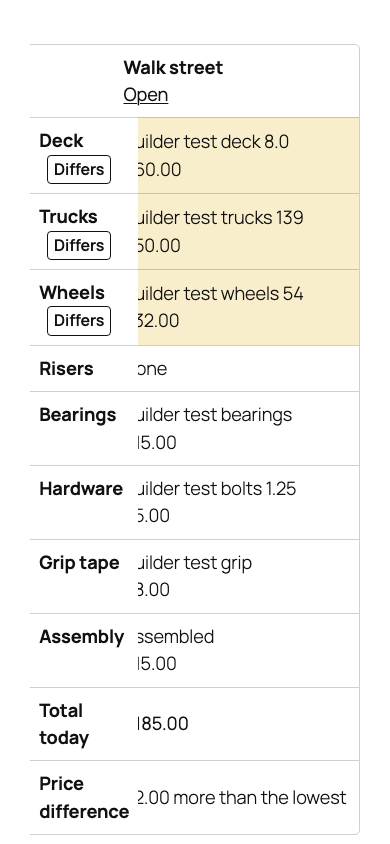 Walk street
Open
Deck
uilder test deck 8.0
Differs
60.00
Trucks
uilder test trucks 139
Differs
50.00
Wheels
uilder test wheels 54
Differs
32.00
Risers
one
Bearings
uilder test bearings
15.00
Hardware
uilder test bolts 1.25
5.00
Grip tape
uilder test grip
8.00
Assembly
ssembled
15.00
Total today
185.00
Price difference
2.00 more than the lowest